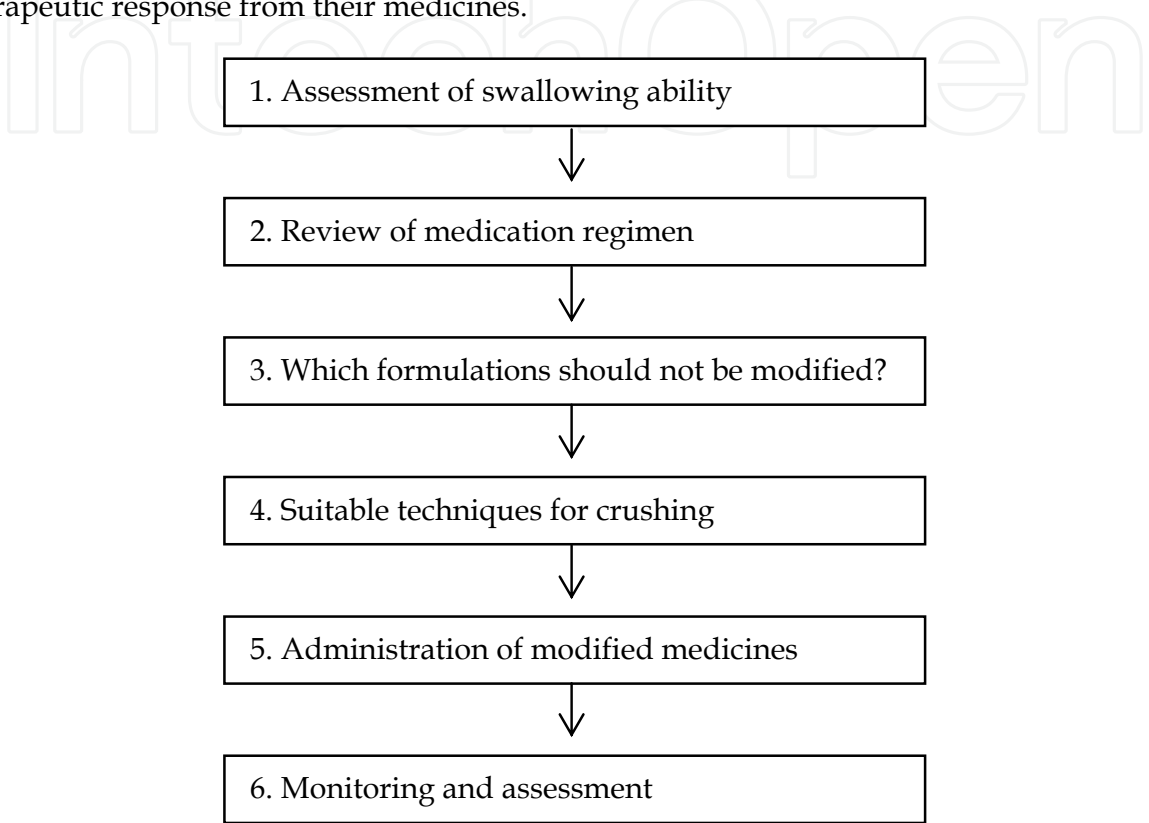 rapeutic response from their medicines.
IntechOpen
1. Assessment of swallowing ability
2. Review of medication regimen
3. Which formulations should not be modified?
4. Suitable techniques for crushing
5. Administration of modified medicines
6. Monitoring and assessment